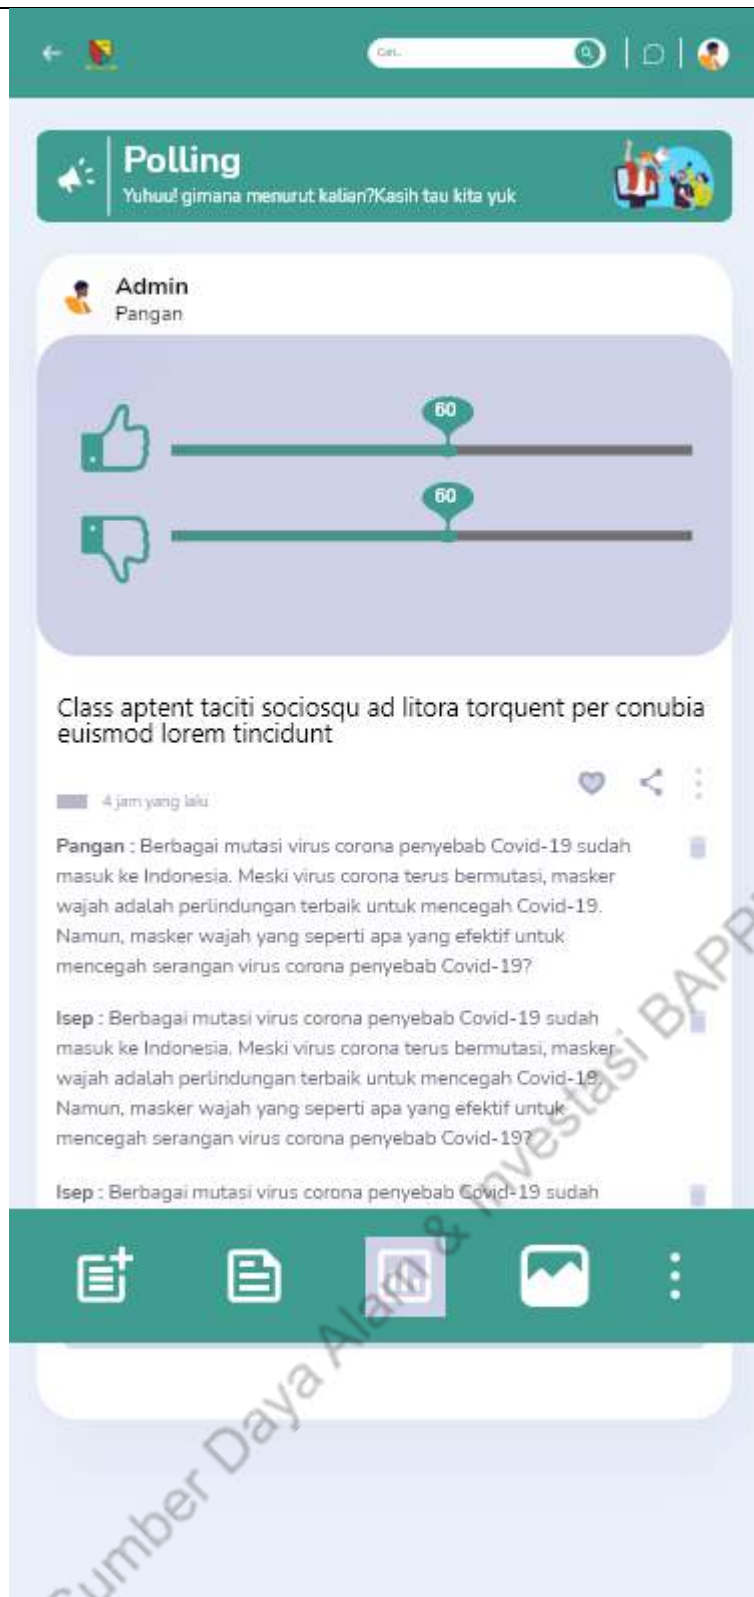 Cari..
Polling
Yuhuu! gimana menurut kalian?Kasih tau kita yuk
Admin
Pangan
60
60
Class aptent taciti sociosqu ad litora torquent per conubia
euismod lorem tincidunt
4 jam yang lalu
Pangan : Berbagai mutasi virus corona penyebab Covid-19 sudah
masuk ke Indonesia. Meski virus corona terus bermutasi, masker
wajah adalah perlindungan terbaik untuk mencegah Covid-19.
Namun, masker wajah yang seperti apa yang efektif untuk
mencegah serangan virus corona penyebab Covid-19?
Isep : Berbagai mutasi virus corona penyebab Covid-19 sudah
masuk ke Indonesia. Meski virus corona terus bermutasi, masker
wajah adalah perlindungan terbaik untuk mencegah Covid-19.
Namun, masker wajah yang seperti apa yang efektif untuk
mencegah serangan virus corona penyebab Covid-19?
Isep : Berbagai mutasi virus corona penyebab Covid-19 sudah
Sumber Daya Alam & Investasi